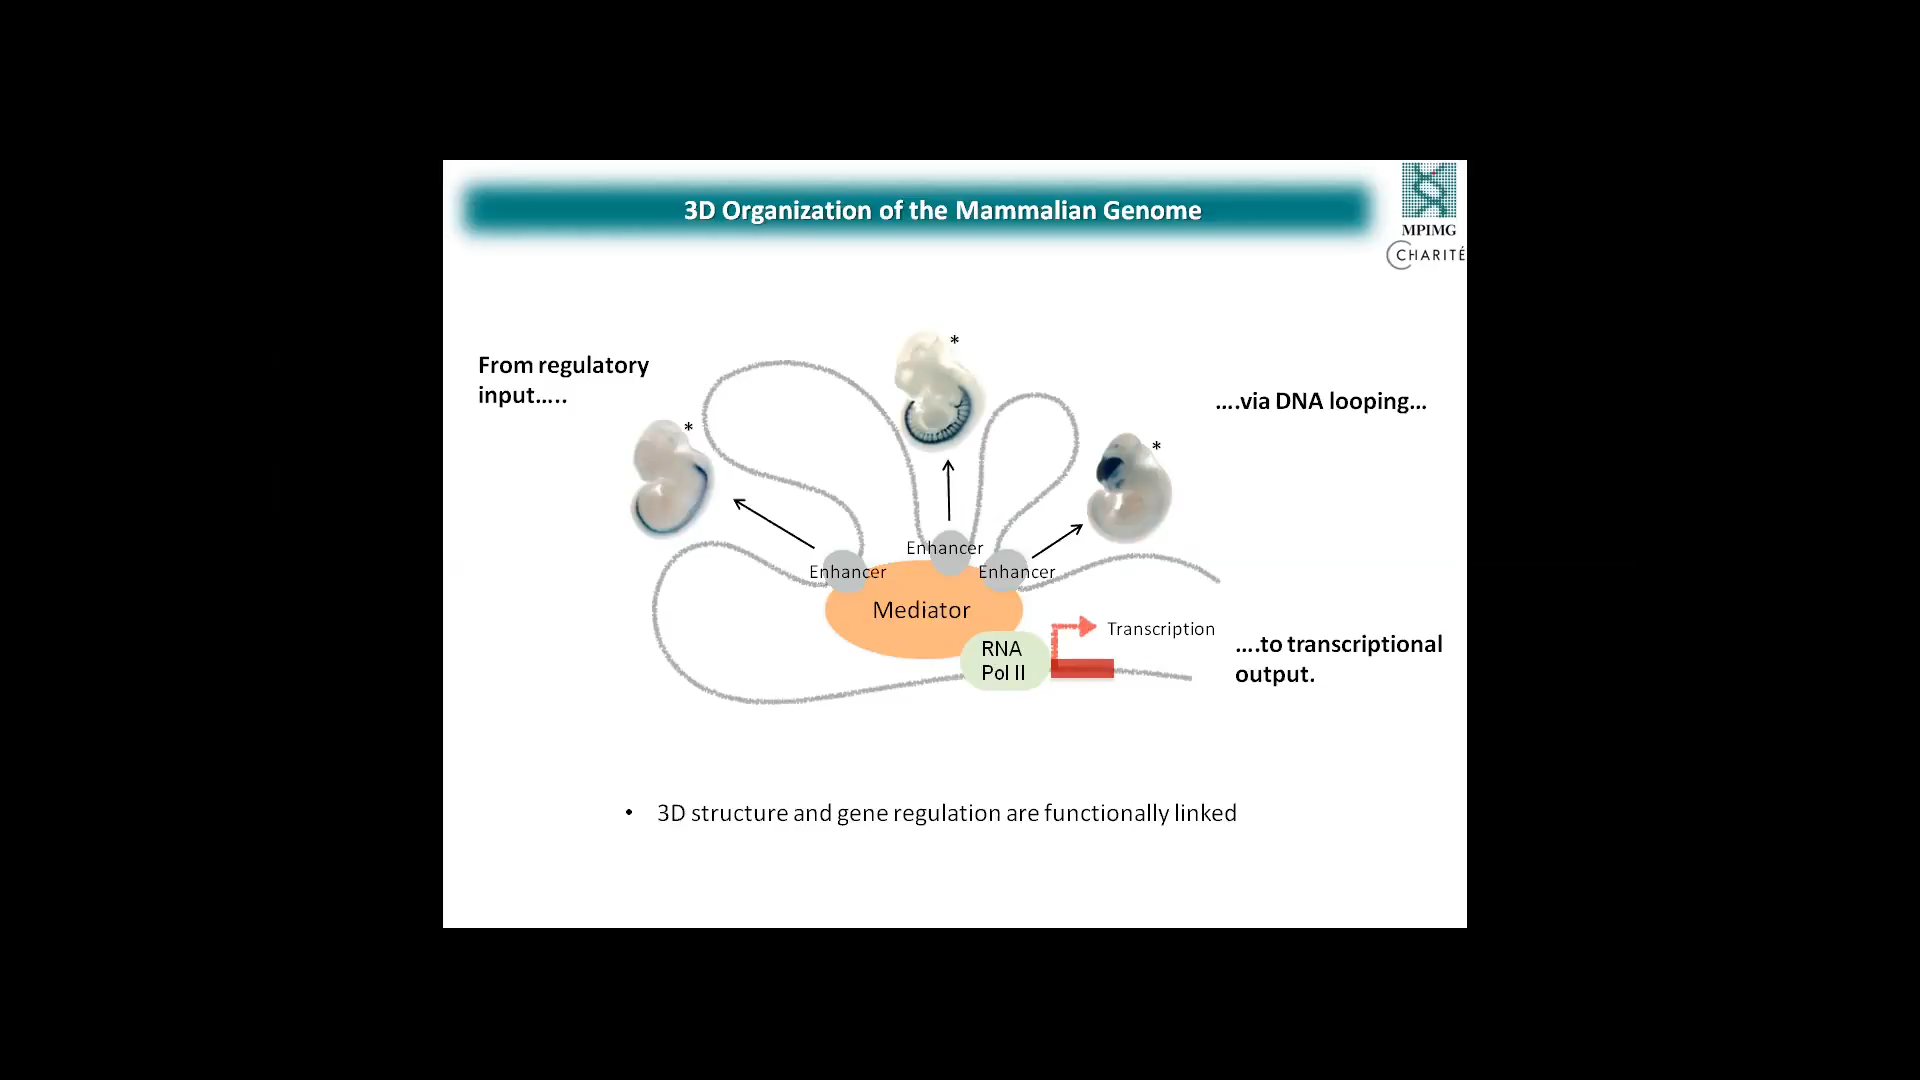 3D Organization of the Mammalian Genome
MPIMG
CHARITÉ
From regulatory
input…..
*
*
*
….via DNA looping…
Enhancer
Enhancer
Enhancer
Mediator
RNA
Pol II
Transcription
….to transcriptional
output.
• 3D structure and gene regulation are functionally linked